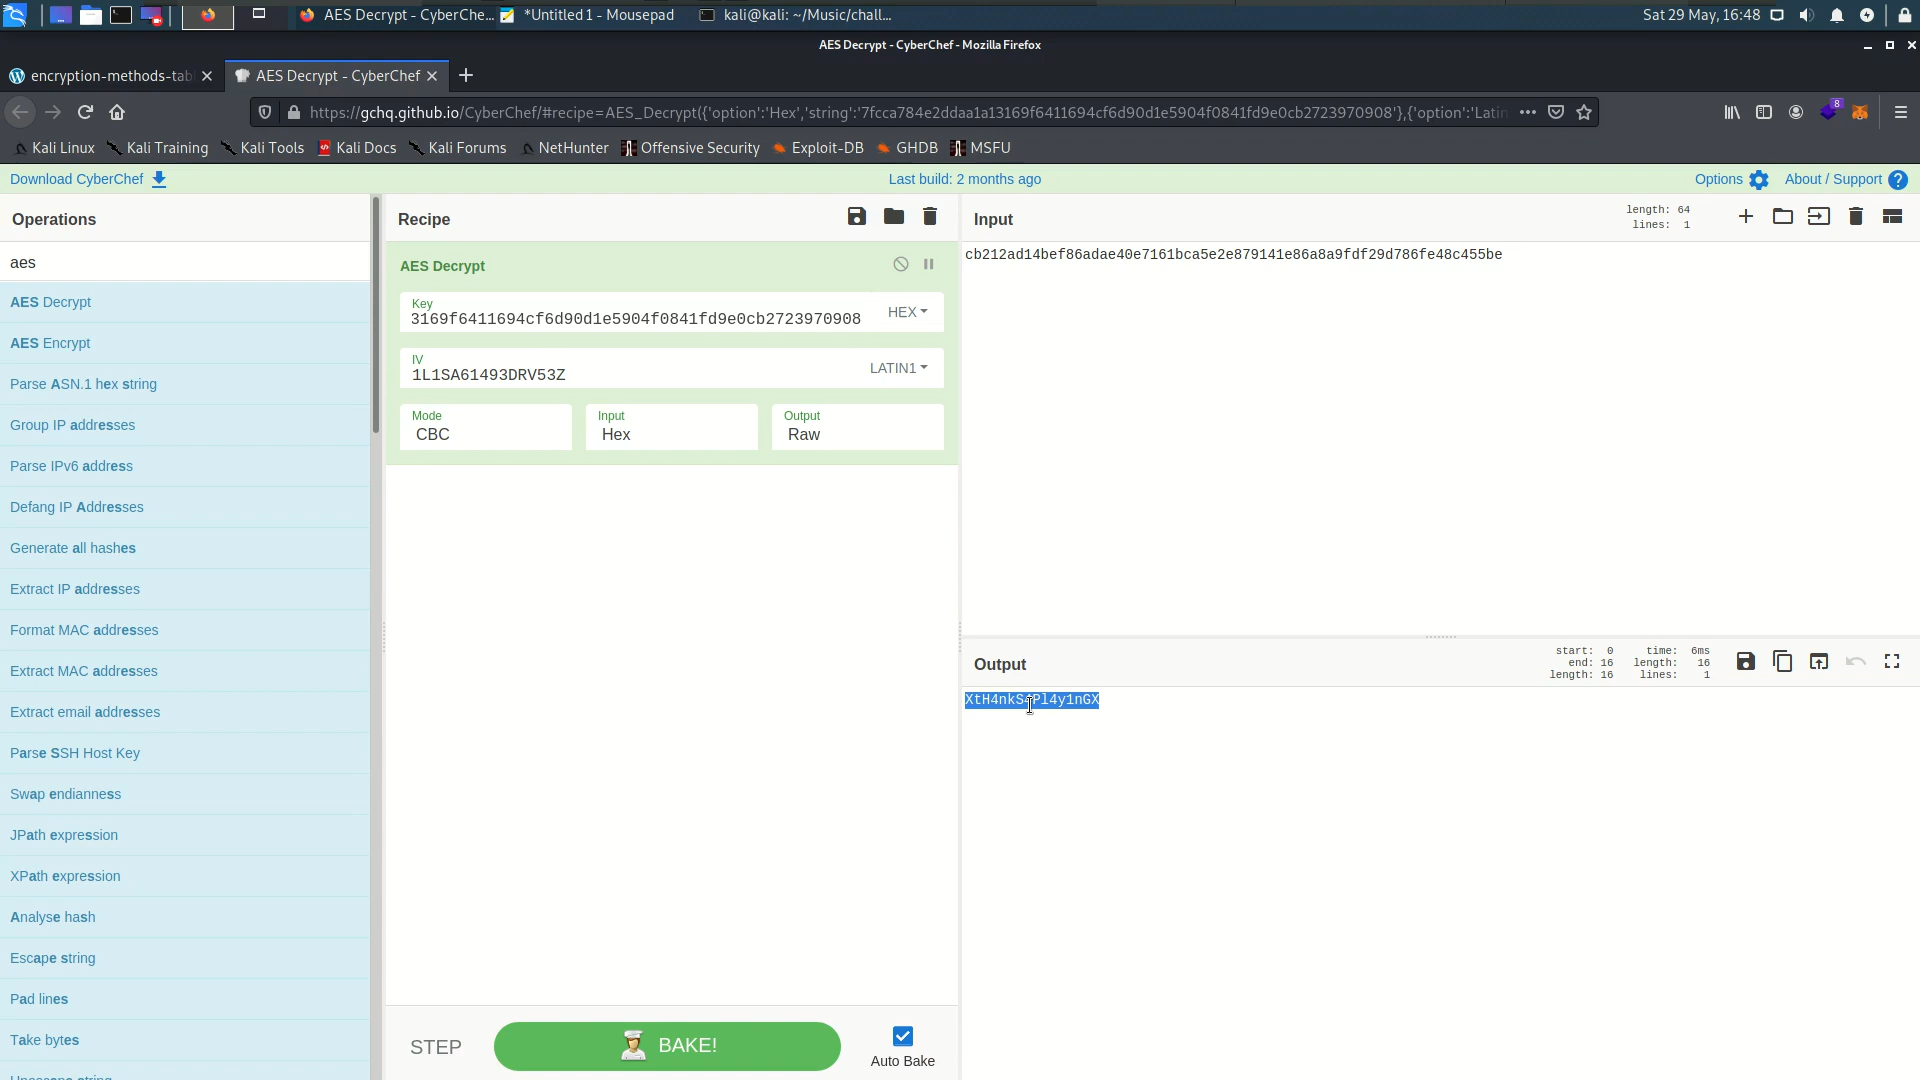 AES Decrypt - CyberChe...
*Untitled 1 - Mousepad
kali@kali: ~/Music/chall...
Sat 29 May, 16:48
AES Decrypt - CyberChef - Mozilla Firefox
encryption-methods-tab
AES Decrypt - CyberChef
https://gchq.github.io/CyberChef/#recipe=AES_Decrypt({'option':'Hex','string':'7fcca784e2ddaa1a13169f6411694cf6d90d1e5904f0841fd9e0cb2723970908'},{'option':'Latin
8
Kali Linux
Kali Training
Kali Tools
Kali Docs
Kali Forums
NetHunter
Offensive Security
Exploit-DB
GHDB
MSFU
Download CyberChef
Last build: 2 months ago
Options
About / Support
Operations
aes
AES Decrypt
AES Encrypt
Parse ASN.1 hex string
Group IP addresses
Parse IPv6 address
Defang IP Addresses
Generate all hashes
Extract IP addresses
Format MAC addresses
Extract MAC addresses
Extract email addresses
Parse SSH Host Key
Swap endianness
JPath expression
XPath expression
Analyse hash
Escape string
Pad lines
Take bytes
Unescape string
Recipe
AES Decrypt
Key
3169f6411694cf6d90d1e5904f0841fd9e0cb2723970908
HEX
IV
1L1SA61493DRV53Z
LATIN1
Mode
CBC
Input
Hex
Output
Raw
STEP
BAKE!
Auto Bake
Input
length: 64
lines: 1
cb212ad14bef86adae40e7161bca5e2e879141e86a8a9fdf29d786fe48c455be
Output
start: 0
end: 16
length: 16
time: 6ms
length: 16
lines: 1
XtH4nkS4Pl4y1nGX